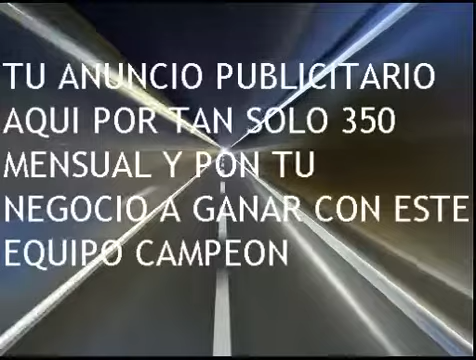 TU ANUNCIO PUBLICITARIO
AQUI POR TAN SOLO 350
MENSUAL Y PON TU
NEGOCIO A GANAR CON ESTE
EQUIPO CAMPEON